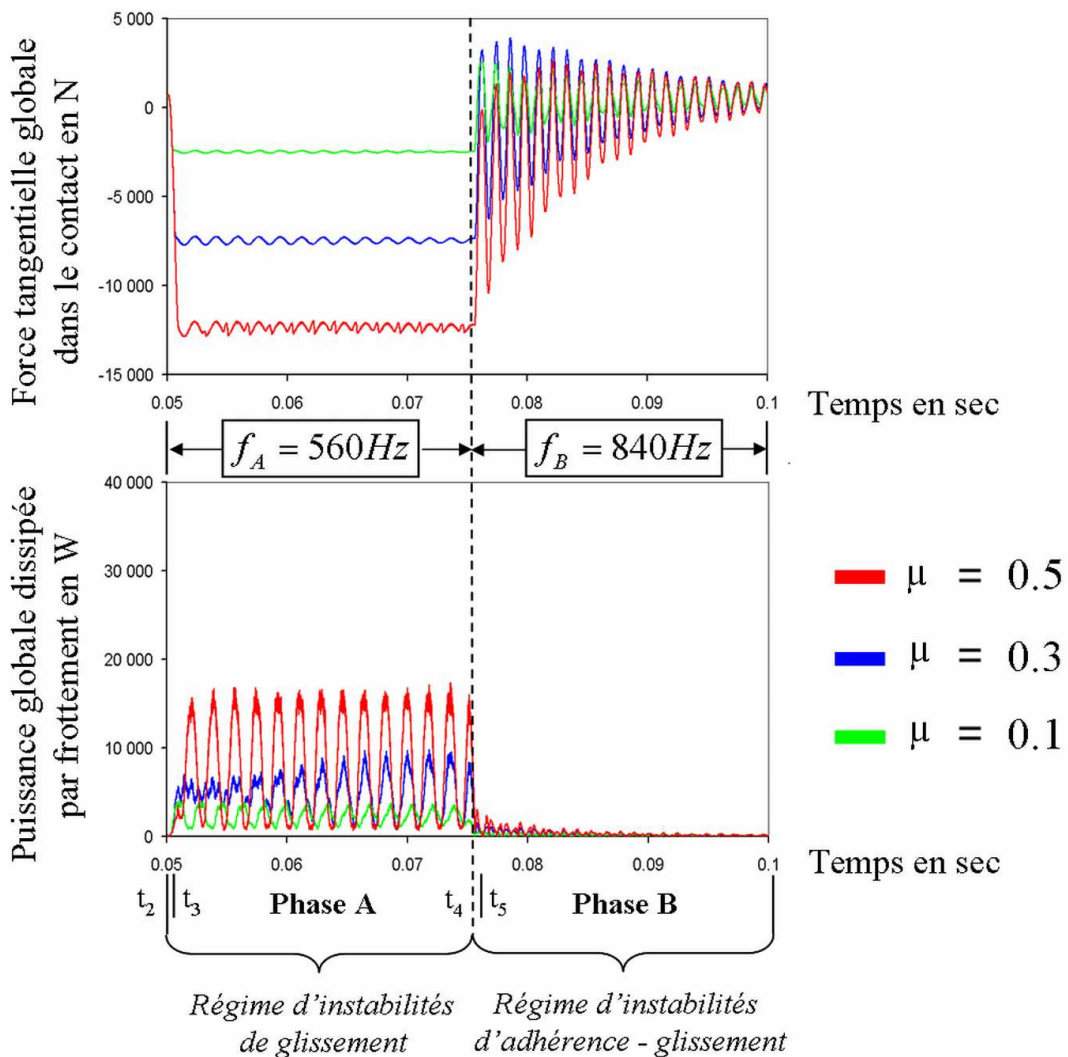 Force tangentielle globale
dans le contact en N
5 000
0
-5 000
-10 000
-15 000
0.05 0.06 0.07 0.08 0.09 0.1
Temps en sec
f_A = 560Hz
f_B = 840Hz
Puissance globale dissipée
par frottement en W
40 000
30 000
20 000
10 000
0
0.05 0.06 0.07 0.08 0.09 0.1
Temps en sec
μ = 0.5
μ = 0.3
μ = 0.1
t2 t3 Phase A t4 t5 Phase B
Régime d'instabilités
de glissement
Régime d'instabilités
d'adhérence - glissement